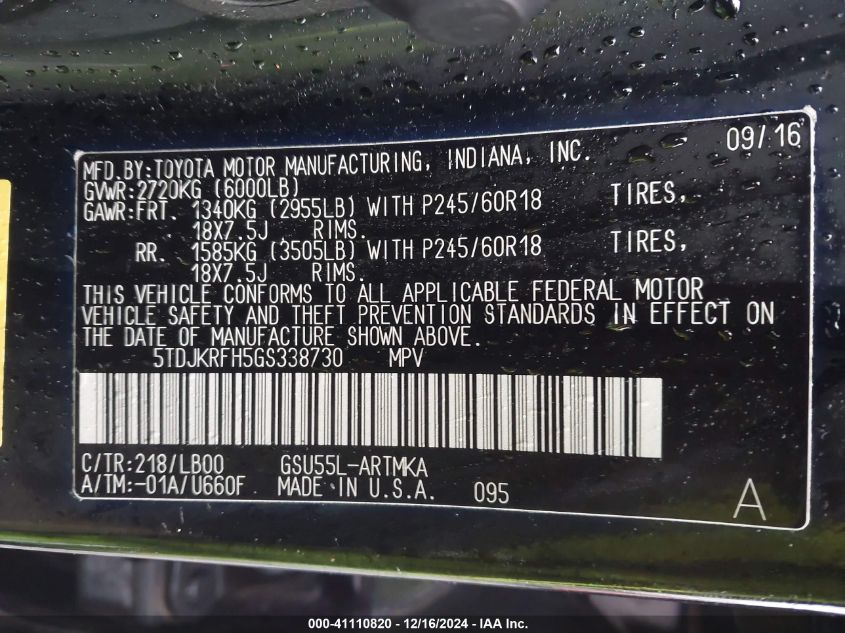 09/16
MFD.BY:TOYOTA MOTOR MANUFACTURING, INDIANA, INC.
GVWR:2720KG (6000LB)
GAWR:FRT. 1340KG (2955LB) WITH P245/60R18 TIRES,
18X7.5J , RIMS.
RR. 1585KG (3505LB) WITH P245/60R18 TIRES,
18X7.5J , RIMS.
THIS VEHICLE CONFORMS TO ALL APPLICABLE FEDERAL MOTOR
VEHICLE SAFETY AND THEFT PREVENTION STANDARDS IN EFFECT ON
THE DATE OF MANUFACTURE SHOWN ABOVE.
5TDJKRFH5GS338730 MPV
C/TR:218/LB00 GSU55L-ARTMKA
A/TM:-01A/U660F MADE IN U.S.A. 095
A
000-41110820 - 12/16/2024 - IAA Inc.